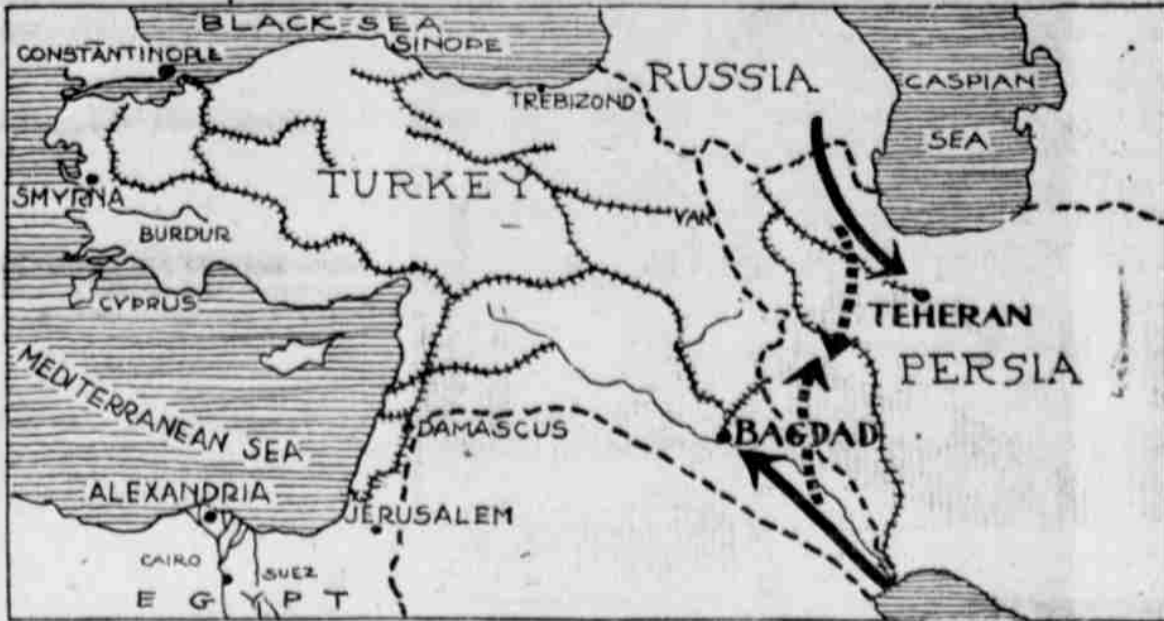 BLACK SEA
CONSTANTINOPLE
SINOPE
RUSSIA
CASPIAN
SEA
TREBIZOND
TURKEY
SMYRNA
VAN
BURDUR
CYPRUS
TEHERAN
PERSIA
MEDITERRANEAN SEA
DAMASCUS
BAGDAD
ALEXANDRIA
JERUSALEM
CAIRO
SUEZ
EGYPT